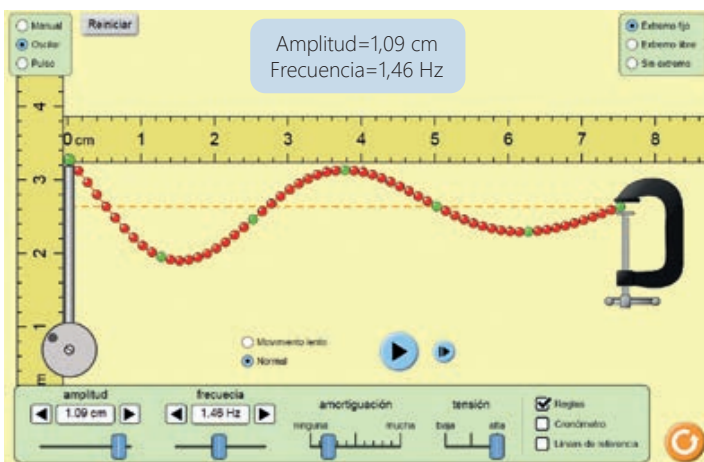 Manual
Oscilar
Pulso
Reiniciar
Amplitud=1,09 cm
Frecuencia=1,46 Hz
Extremo fijo
Extremo libre
Sin extremo
0 cm 1 2 3 4 5 6 7 8
4
3
2
1
m
Movimiento lento
Normal
amplitud
1.09 cm
frecuecia
1.46 Hz
amortiguación
ninguna mucha
tensión
baja alta
Reglas
Cronómetro
Líneas de referencia